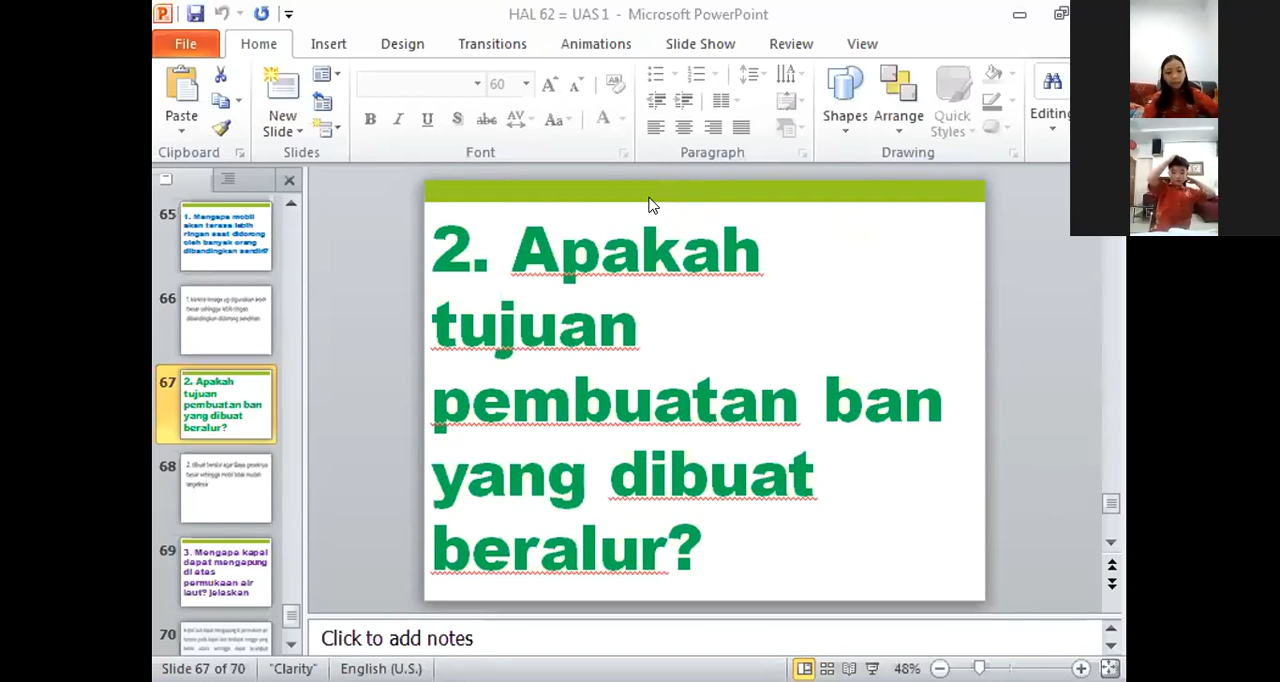 HAL 62 = UAS 1 - Microsoft PowerPoint
File Home Insert Design Transitions Animations Slide Show Review View
60
Paste New Slide Shapes Arrange Quick Styles Editing
Clipboard Slides Font Paragraph Drawing
65
1. Mengapa mobil
akan terasa lebih
ringan saat didorong
oleh banyak orang
dibandingkan sendiri?
66
67
2. Apakah
tujuan
pembuatan ban
yang dibuat
beralur?
68
69
3. Mengapa kapal
dapat mengapung
di atas
permukaan air
laut? jelaskan
70
2. Apakah
tujuan
pembuatan ban
yang dibuat
beralur?
Click to add notes
Slide 67 of 70 "Clarity" English (U.S.) 48%